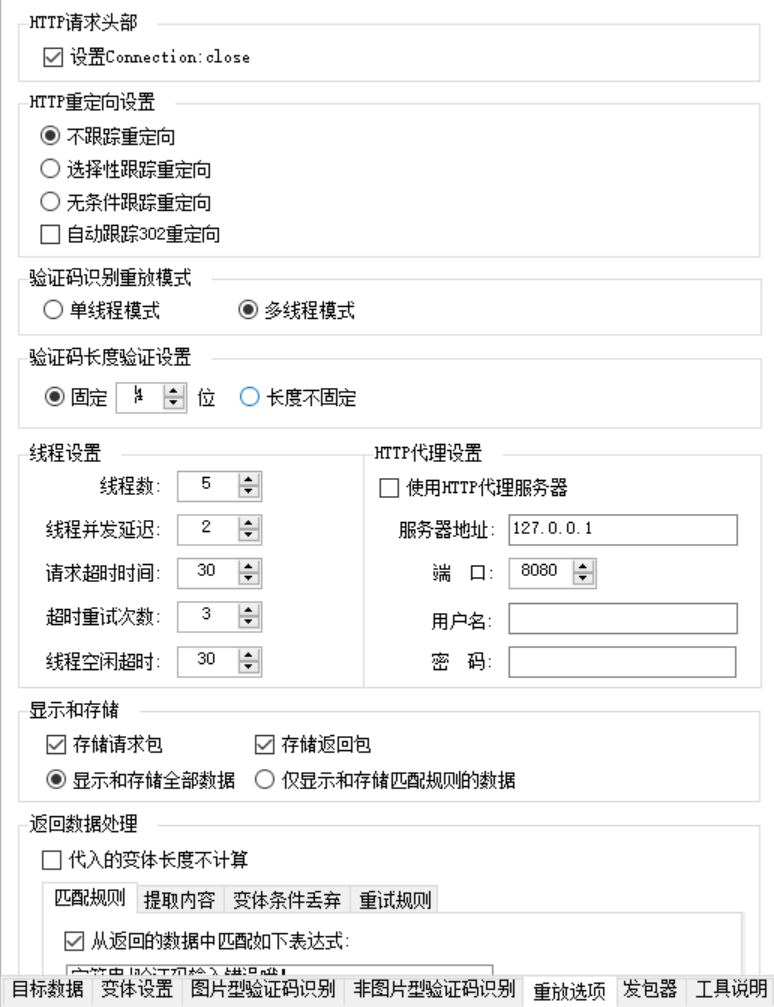 HTTP请求头部
设置Connection:close
HTTP重定向设置
不跟踪重定向
选择性跟踪重定向
无条件跟踪重定向
自动跟踪302重定向
验证码识别重放模式
单线程模式 多线程模式
验证码长度验证设置
固定 位 长度不固定
线程设置 HTTP代理设置
线程数: 5 使用HTTP代理服务器
线程并发延迟: 2 服务器地址: 127.0.0.1
请求超时时间: 30 端 口: 8080
超时重试次数: 3 用户名:
线程空闲超时: 30 密 码:
显示和存储
存储请求包 存储返回包
显示和存储全部数据 仅显示和存储匹配规则的数据
返回数据处理
代入的变体长度不计算
匹配规则 提取内容 变体条件丢弃 重试规则
从返回的数据中匹配如下表达式:
目标数据 变体设置 图片型验证码识别 非图片型验证码识别 重放选项 发包器 工具说明